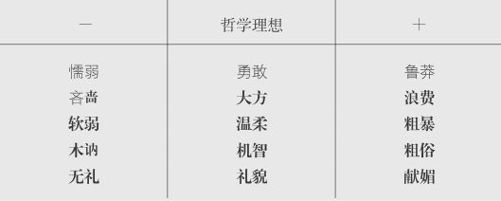 － 哲学理想 ＋
懦弱 勇敢 鲁莽
吝啬 大方 浪费
软弱 温柔 粗暴
木讷 机智 粗俗
无礼 礼貌 献媚